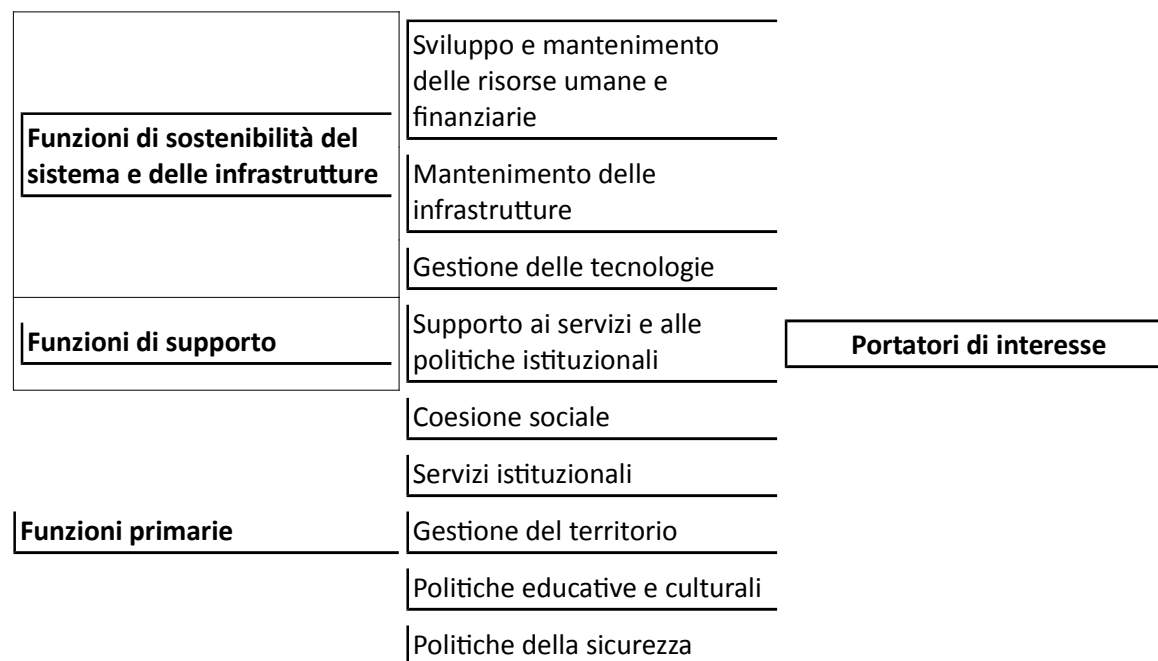 Sviluppo e mantenimento
delle risorse umane e
finanziarie
Funzioni di sostenibilità del
sistema e delle infrastrutture
Mantenimento delle
infrastrutture
Gestione delle tecnologie
Funzioni di supporto
Supporto ai servizi e alle
politiche istituzionali
Portatori di interesse
Coesione sociale
Servizi istituzionali
Funzioni primarie
Gestione del territorio
Politiche educative e culturali
Politiche della sicurezza